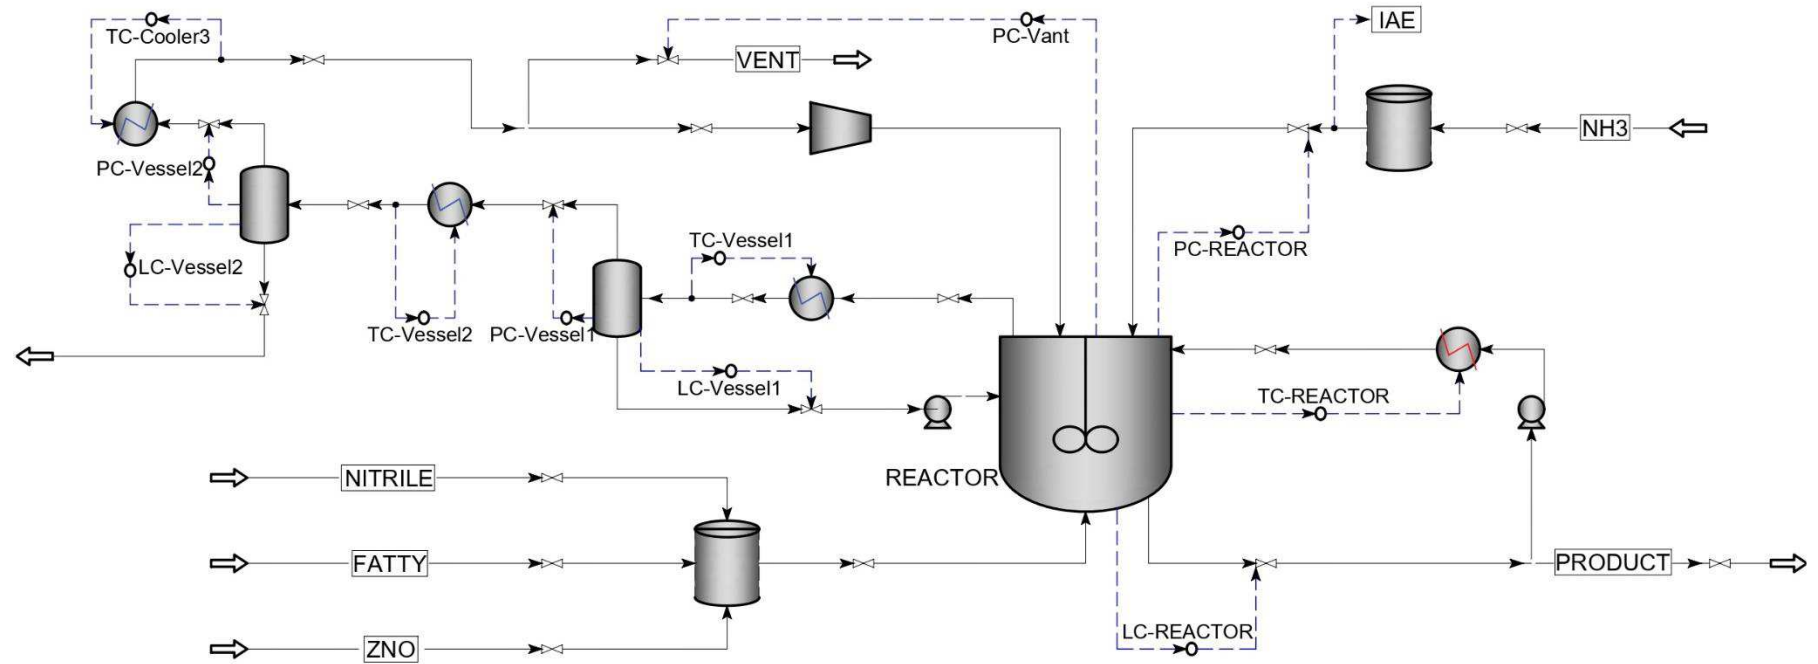 IAE
TC-Cooler3
PC-Vant
VENT
NH3
PC-Vessel2
TC-Vessel1
PC-REACTOR
LC-Vessel2
TC-Vessel2
PC-Vessel1
LC-Vessel1
TC-REACTOR
NITRILE
REACTOR
FATTY
PRODUCT
LC-REACTOR
ZNO